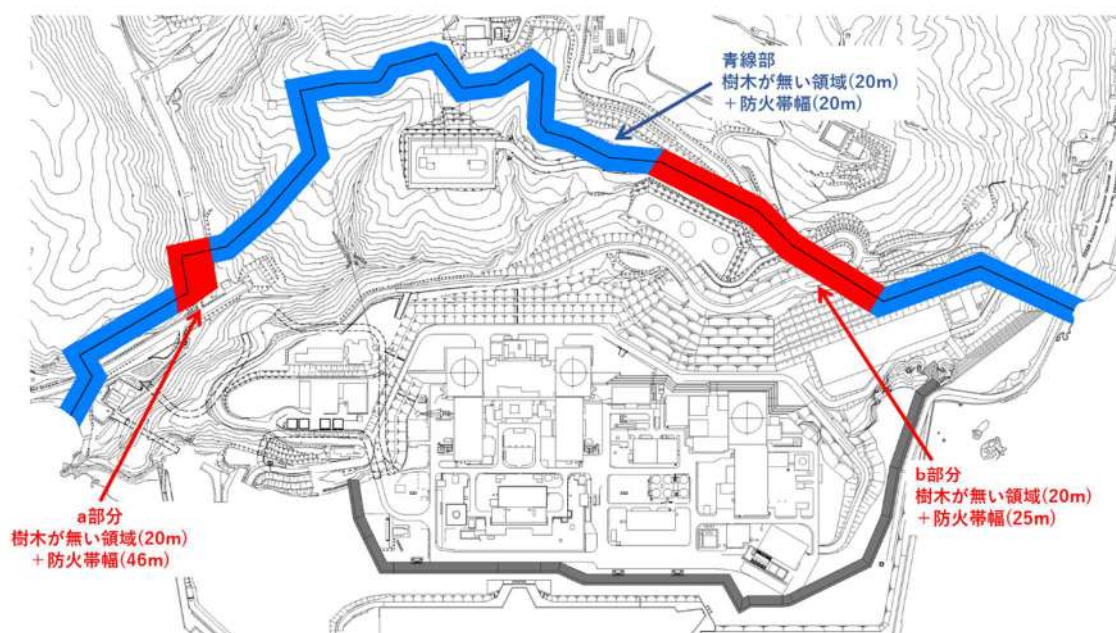 青線部
樹木が無い領域(20m)
＋防火帯幅(20m)
a部分
樹木が無い領域(20m)
＋防火帯幅(46m)
b部分
樹木が無い領域(20m)
＋防火帯幅(25m)